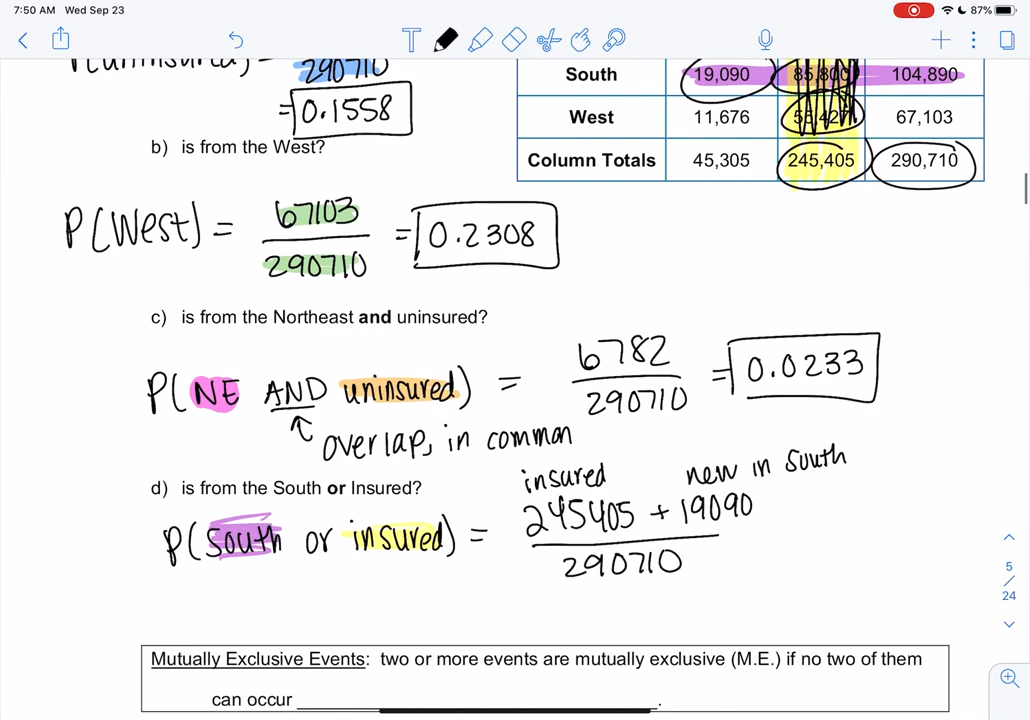 7:50 AM Wed Sep 23
87%
P(uninsured) =
290710
= 0.1558
South 19,090 85,800 104,890
West 11,676 67,103
Column Totals 45,305 245,405 290,710
b) is from the West?
P(West) = 67103 = 0.2308
290710
c) is from the Northeast and uninsured?
P(NE AND uninsured) = 6782 = 0.0233
290710
overlap, in common
d) is from the South or Insured?
insured new in south
P(south or insured) = 245405 + 19090
290710
5
/
24
Mutually Exclusive Events: two or more events are mutually exclusive (M.E.) if no two of them
can occur ______.